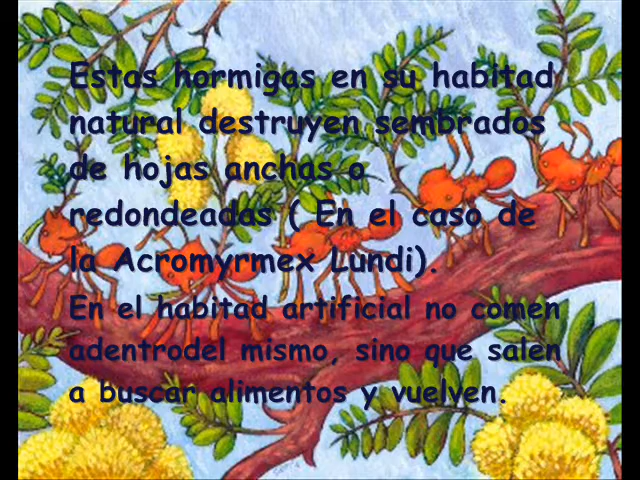 Estas hormigas en su habitad
natural destruyen sembrados
de hojas anchas o
redondeadas ( En el caso de
la Acromyrmex Lundi).
En el habitad artificial no comen
adentrodel mismo, sino que salen
a buscar alimentos y vuelven.